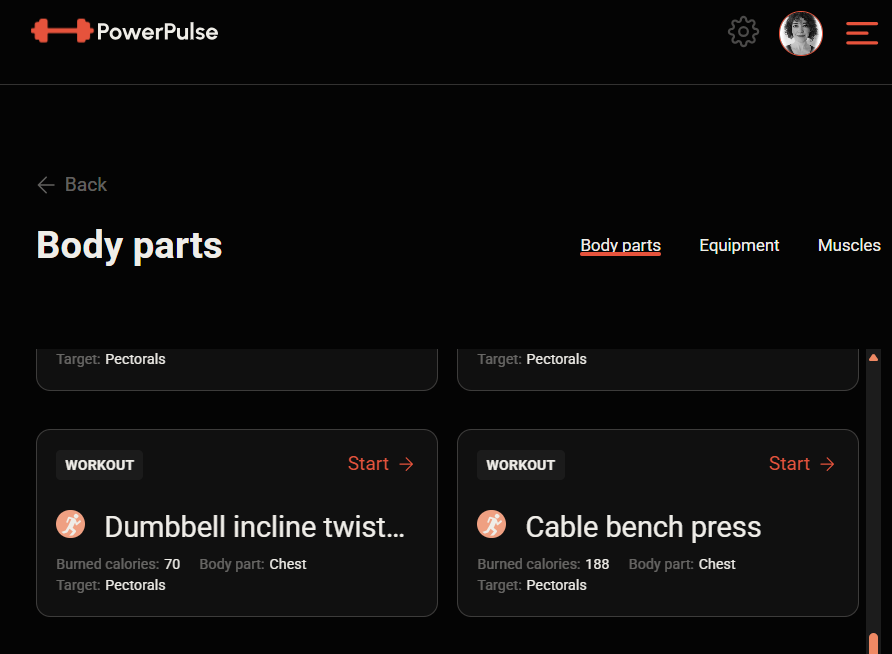 PowerPulse
Back
Body parts
Body parts Equipment Muscles
Target: Pectorals
Target: Pectorals
WORKOUT Start
Dumbbell incline twist...
Burned calories: 70 Body part: Chest
Target: Pectorals
WORKOUT Start
Cable bench press
Burned calories: 188 Body part: Chest
Target: Pectorals